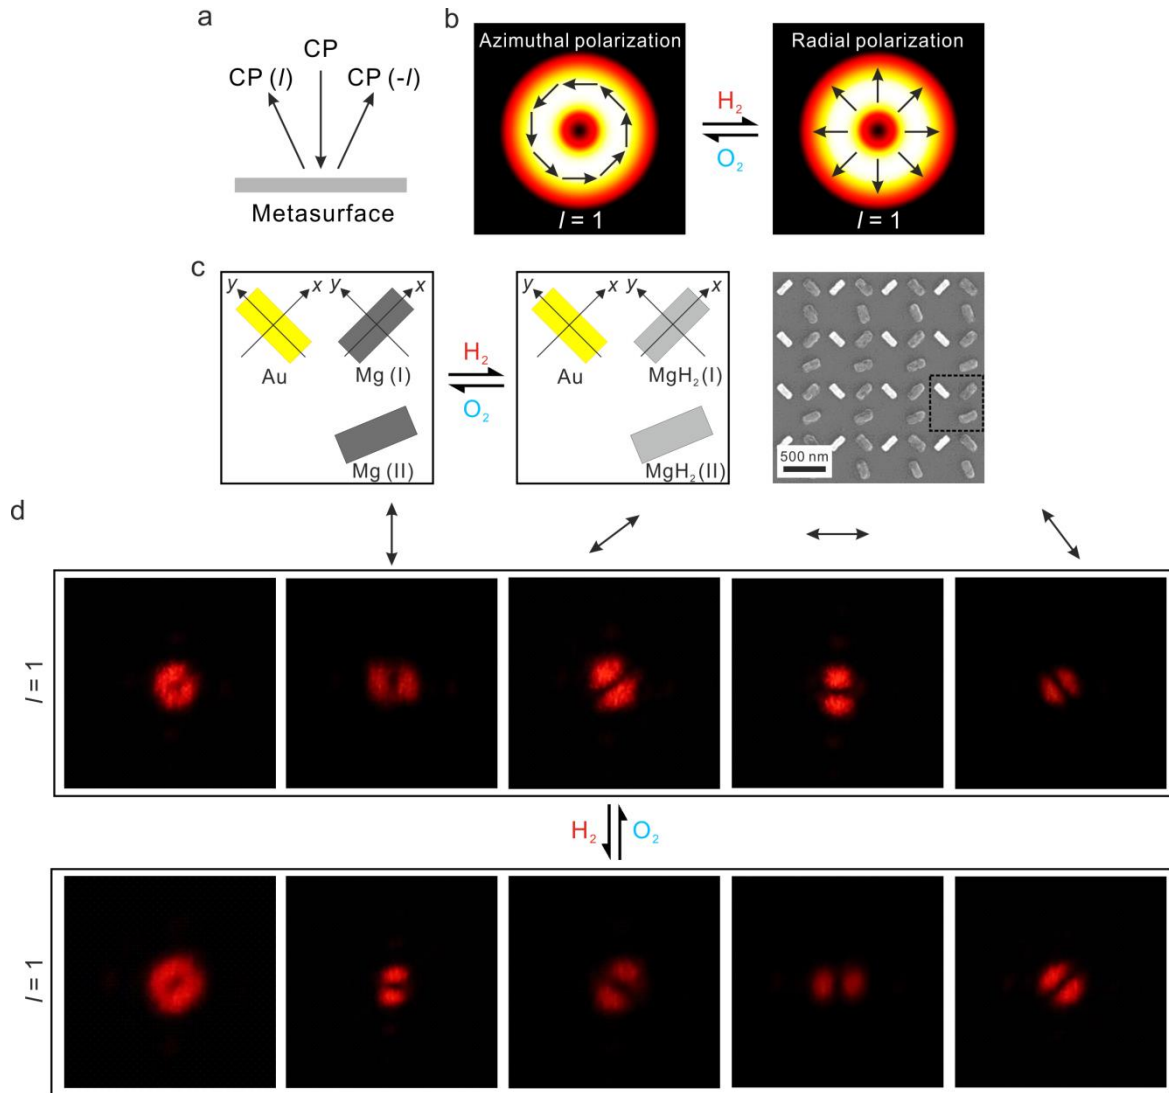 a
CP
CP (l)
CP (-l)
Metasurface
b
Azimuthal polarization
l = 1
H₂
O₂
Radial polarization
l = 1
c
y
x
y
x
Au
Mg (I)
Mg (II)
H₂
O₂
y
x
y
x
Au
MgH₂ (I)
MgH₂ (II)
500 nm
d
l = 1
H₂
O₂
l = 1